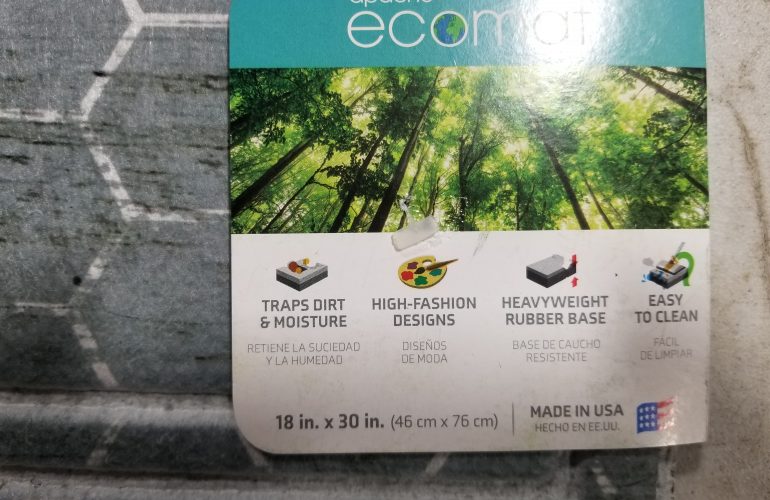 apache
ecomat
TRAPS DIRT
& MOISTURE
RETIENE LA SUCIEDAD
Y LA HUMEDAD
HIGH-FASHION
DESIGNS
DISEÑOS
DE MODA
HEAVYWEIGHT
RUBBER BASE
BASE DE CAUCHO
RESISTENTE
EASY
TO CLEAN
FÁCIL
DE LIMPIAR
18 in. x 30 in. (46 cm x 76 cm)
MADE IN USA
HECHO EN EE.UU.